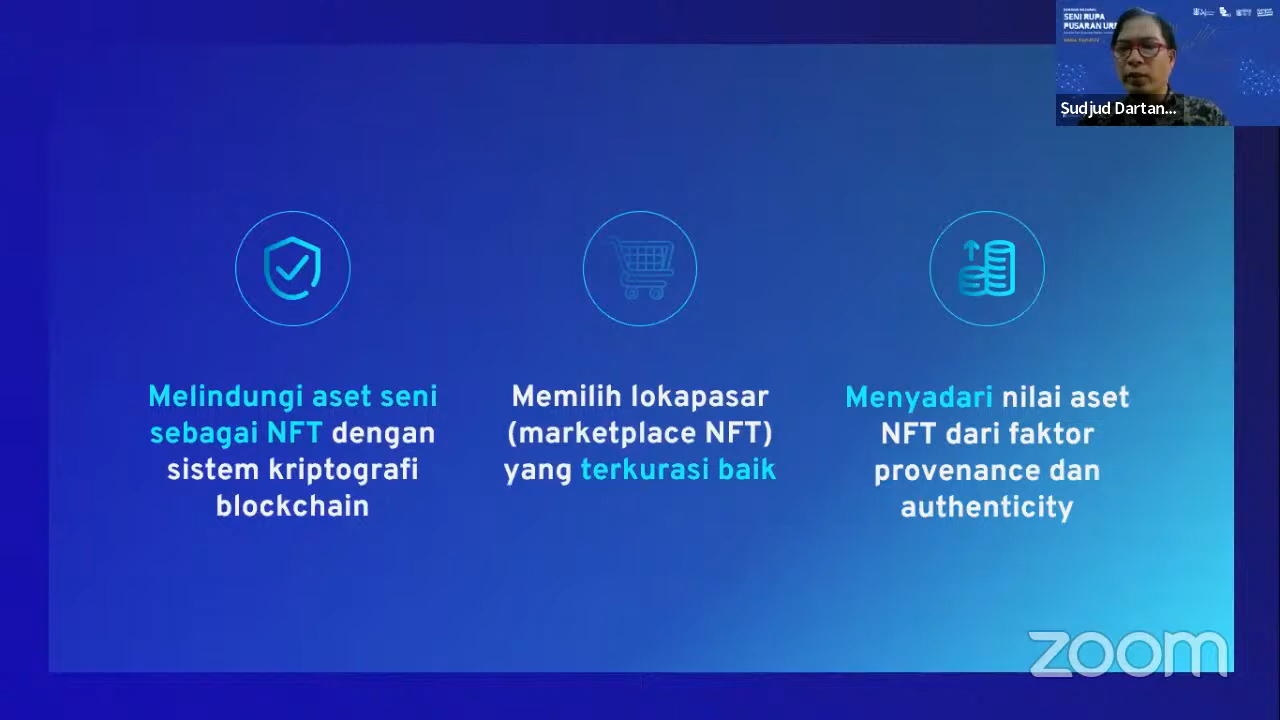 SENI RUPA
PUSARAN
Sudjud Dartan...
Melindungi aset seni
sebagai NFT dengan
sistem kriptografi
blockchain
Memilih lokapasar
(marketplace NFT)
yang terkurasi baik
Menyadari nilai aset
NFT dari faktor
provenance dan
authenticity
zoom